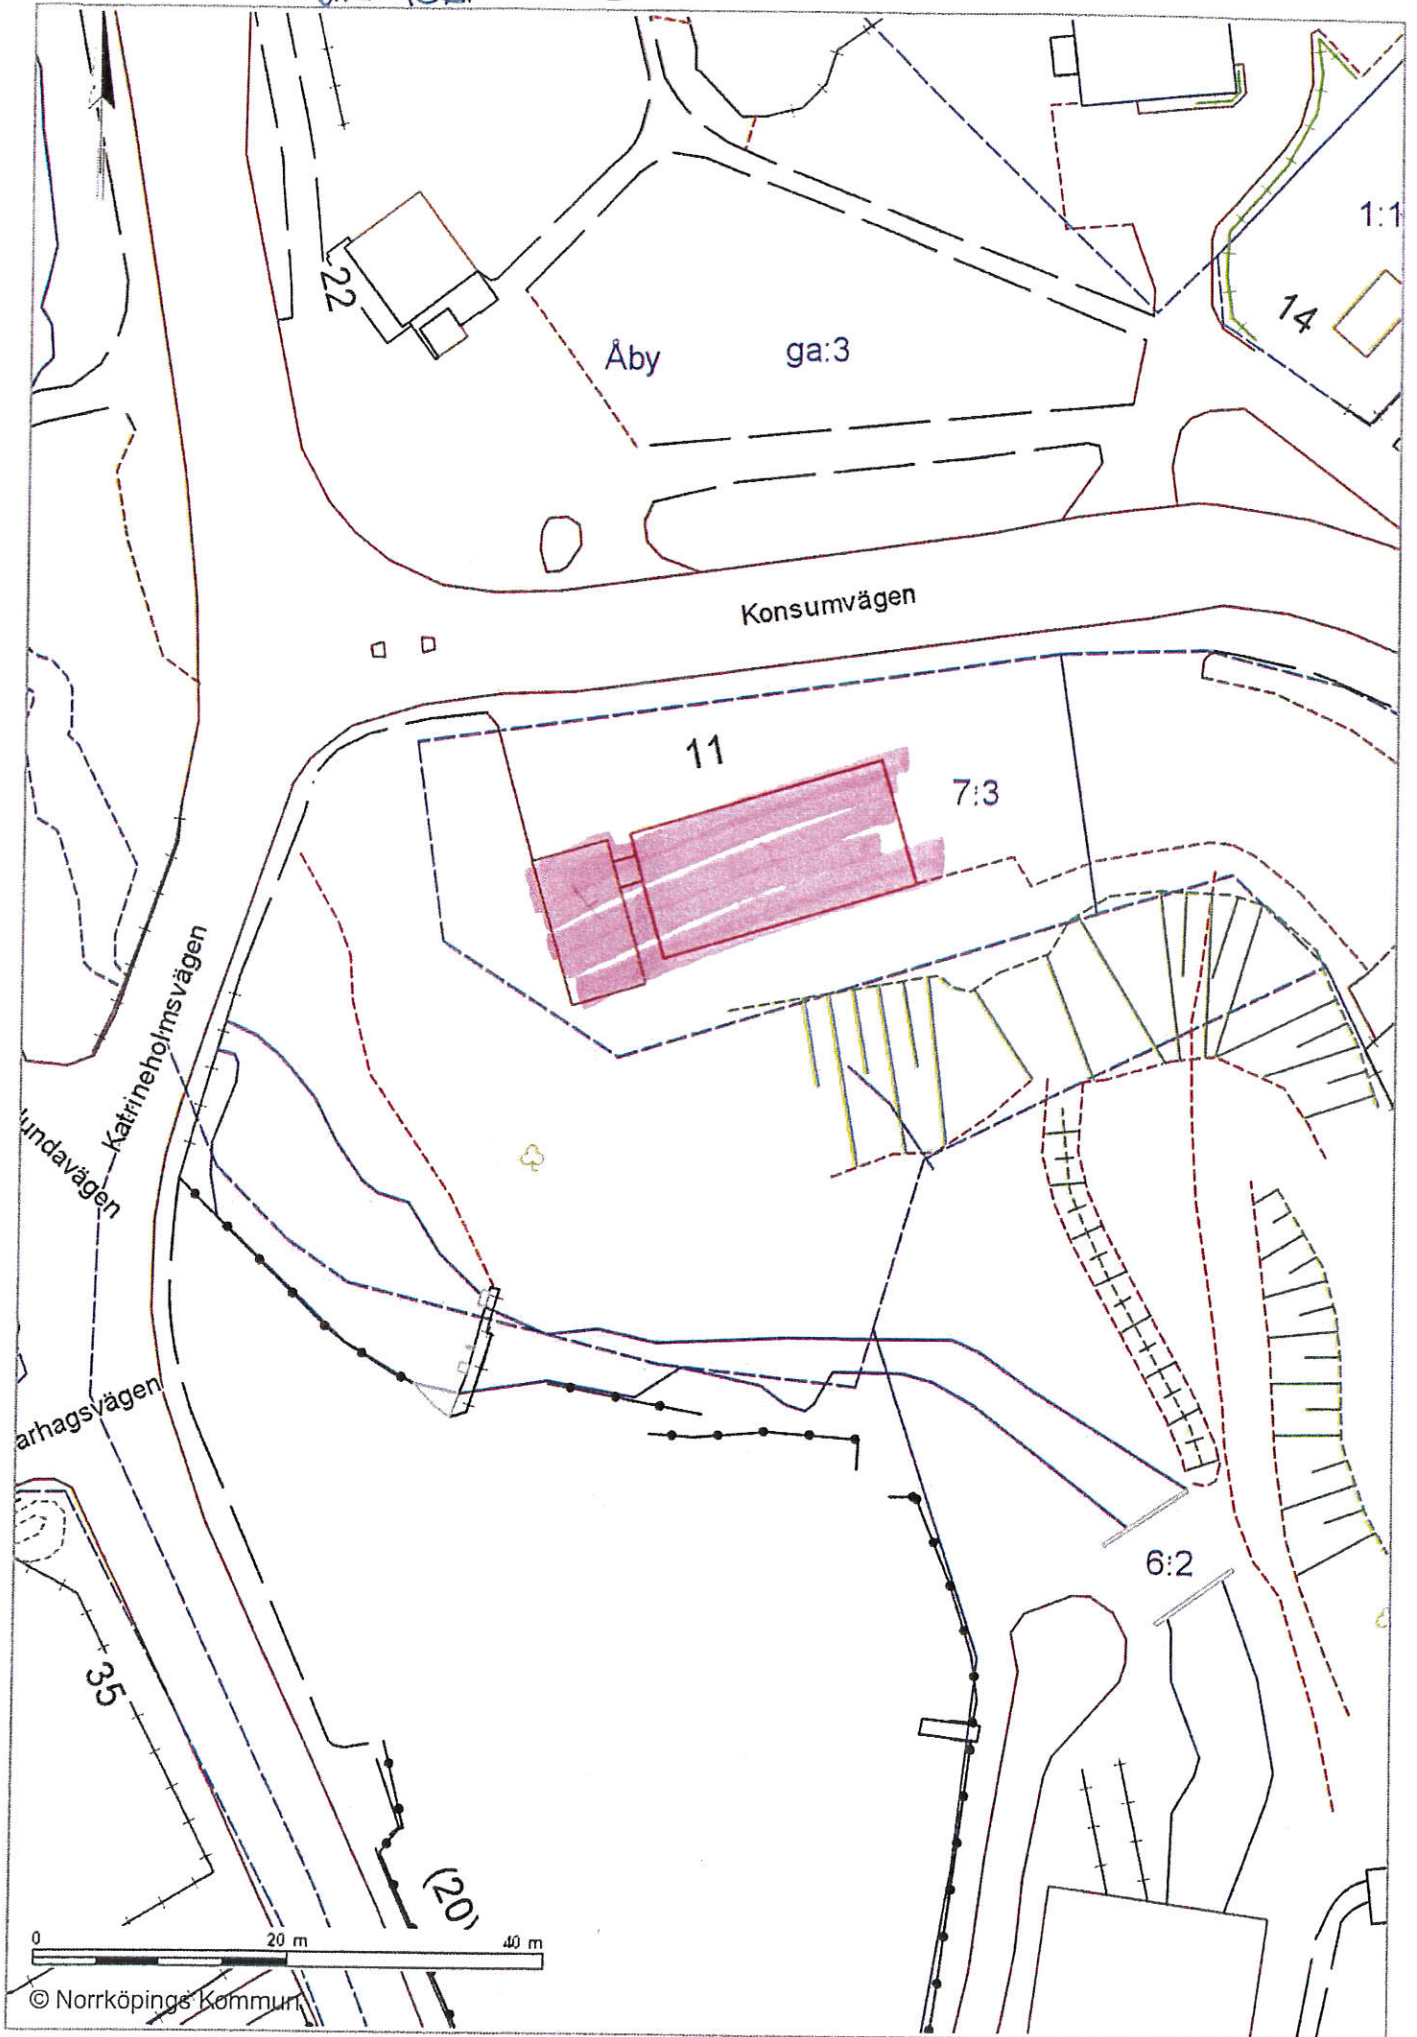 22
1:1
14
Åby ga:3
Konsumvägen
11
7:3
Katrineholmsvägen
undavägen
arhagsvägen
6:2
35
(20)
0 20 m 40 m
© Norrköpings Kommun